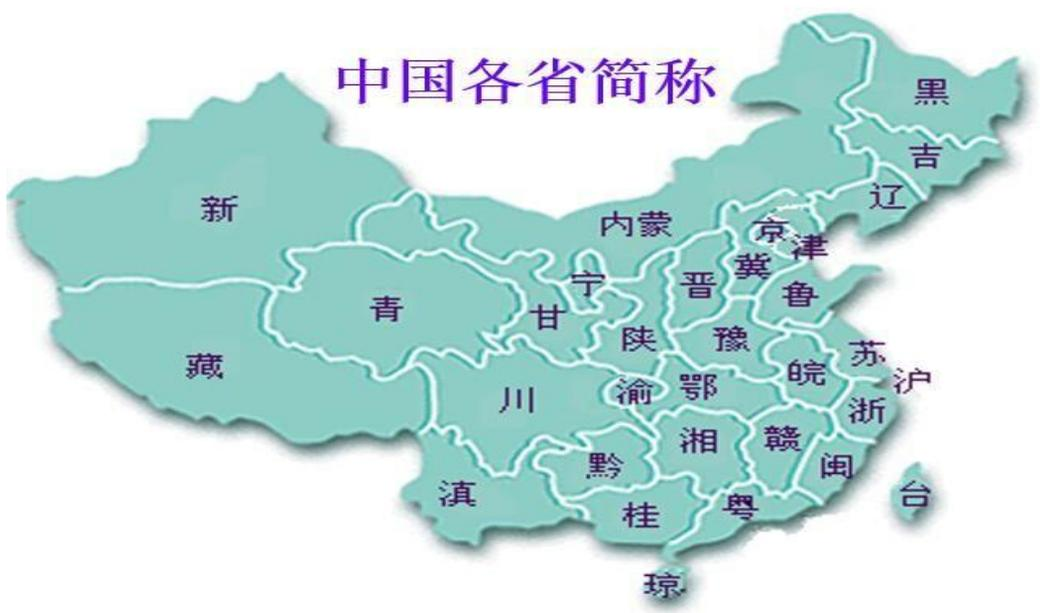 中国各省简称
黑
吉
辽
新
内蒙
京
津
冀
宁
晋
鲁
青
甘
陕
豫
苏
藏
皖
沪
川
渝
鄂
浙
湘
赣
黔
闽
滇
桂
粤
台
琼